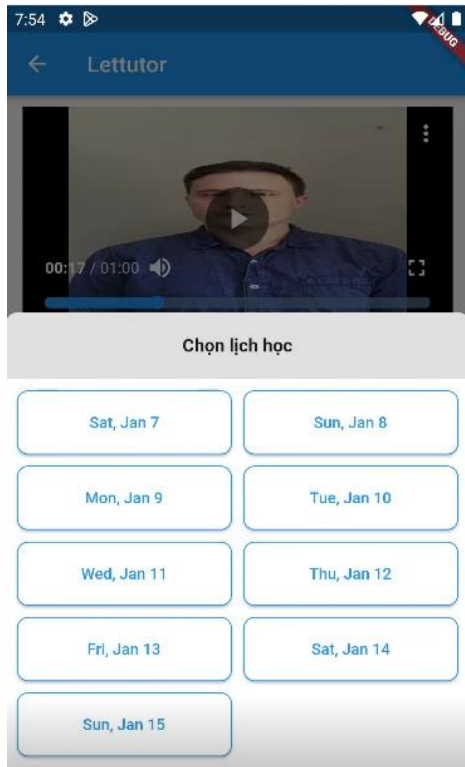 7:54
DEBUG
Lettutor
00:17 / 01:00
Chọn lịch học
Sat, Jan 7
Sun, Jan 8
Mon, Jan 9
Tue, Jan 10
Wed, Jan 11
Thu, Jan 12
Fri, Jan 13
Sat, Jan 14
Sun, Jan 15